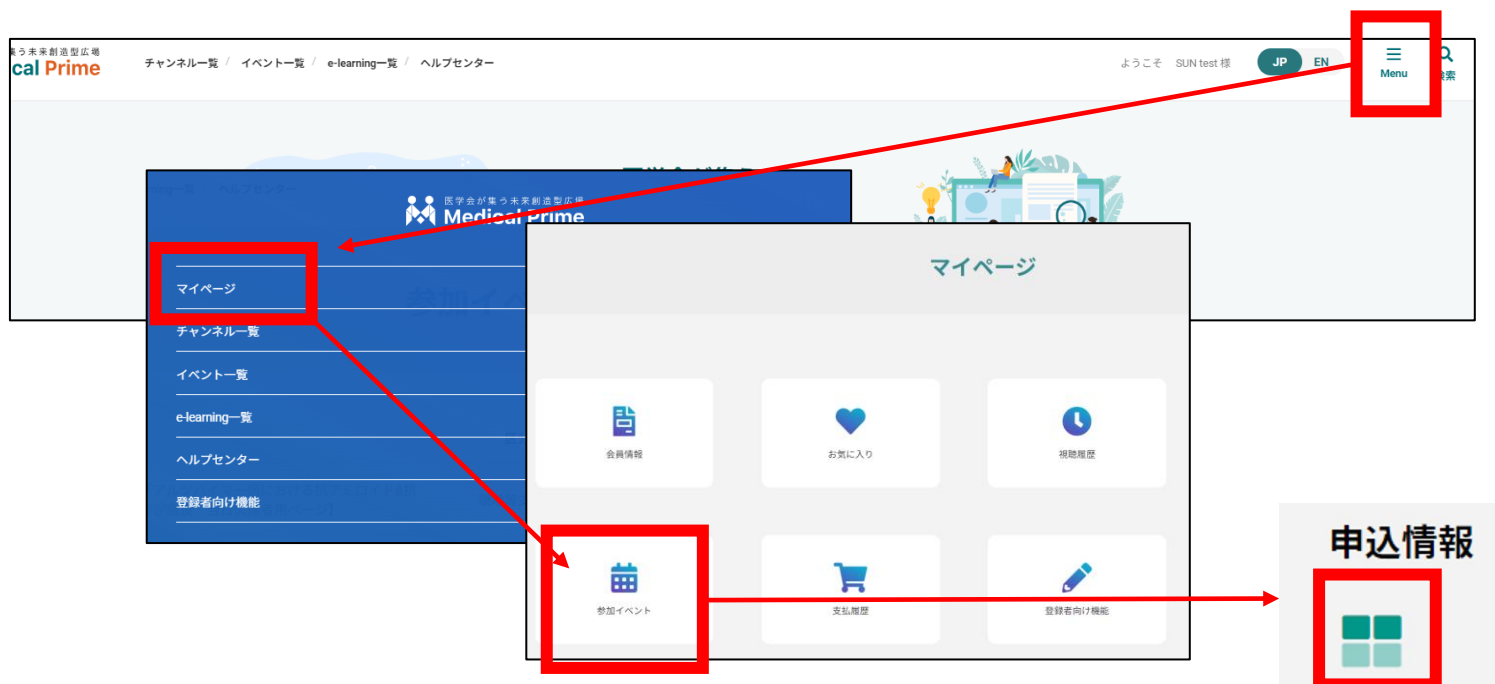 う未来創造型広場
cal Prime
チャンネル一覧 / イベント一覧 / e-learning一覧 / ヘルプセンター
ようこそ SUN test 様
JP EN
Menu
索
医学会が集う未来創造型広場
Medical Prime
マイページ
チャンネル一覧
イベント一覧
e-learning一覧
ヘルプセンター
登録者向け機能
マイページ
会員情報
お気に入り
視聴履歴
参加イベント
支払履歴
登録者向け機能
申込情報